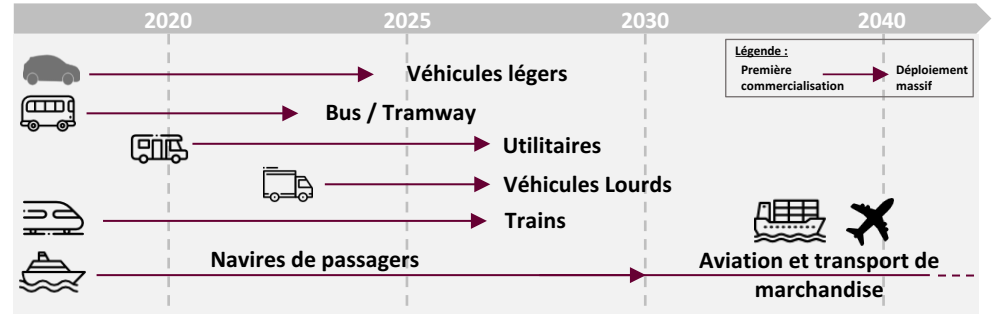 2020 2025 2030 2040
Légende :
Première
commercialisation
Déploiement
massif
Véhicules légers
Bus / Tramway
Utilitaires
Véhicules Lourds
Trains
Navires de passagers
Aviation et transport de
marchandise